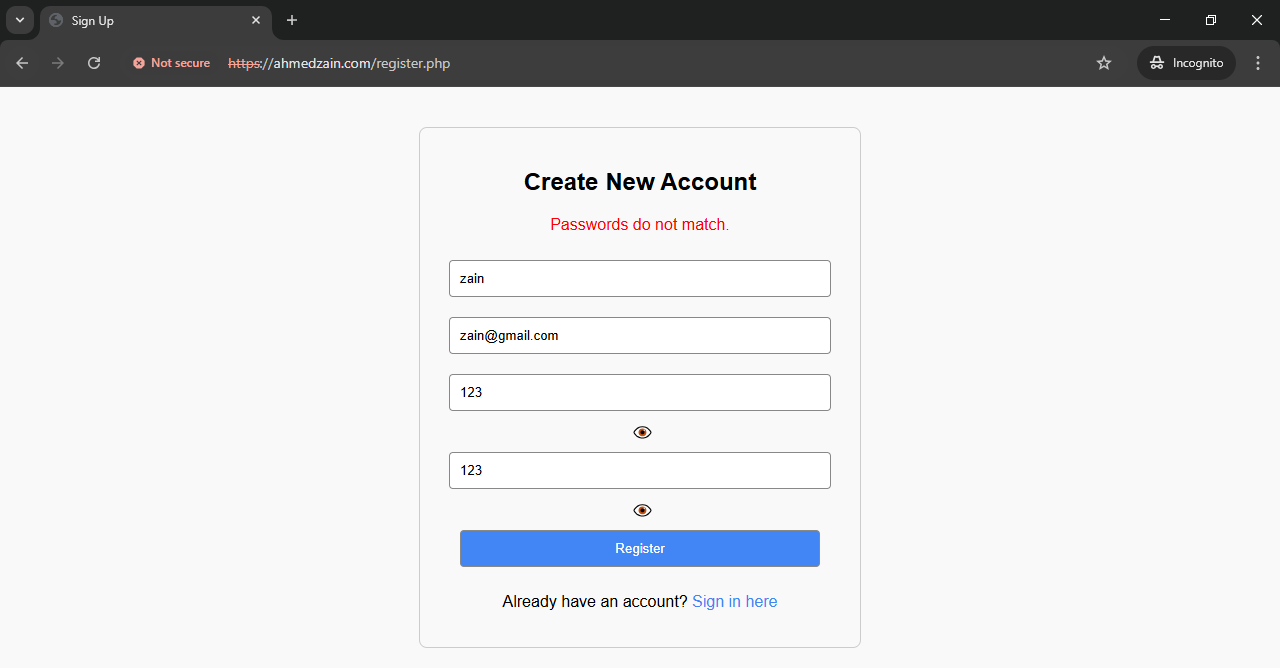 Sign Up
Not secure https://ahmedzain.com/register.php Incognito
Create New Account
Passwords do not match.
zain
zain@gmail.com
123
123
Register
Already have an account? Sign in here